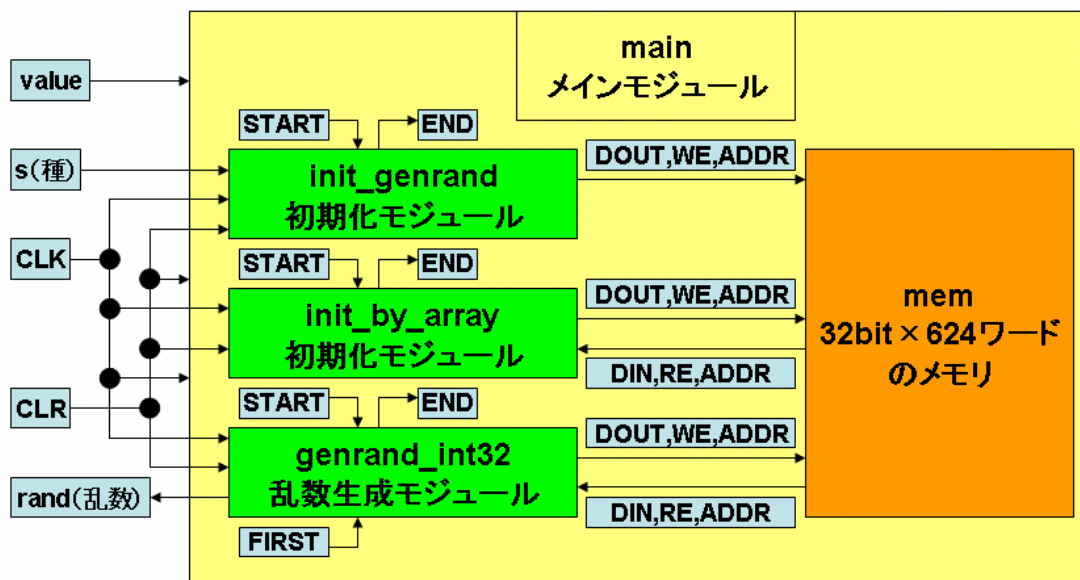 main
メインモジュール
value
START
END
s(種)
init_genrand
初期化モジュール
DOUT,WE,ADDR
CLK
START
END
init_by_array
初期化モジュール
DOUT,WE,ADDR
DIN,RE,ADDR
mem
32bit×624ワード
のメモリ
CLR
START
END
genrand_int32
乱数生成モジュール
DOUT,WE,ADDR
DIN,RE,ADDR
rand(乱数)
FIRST